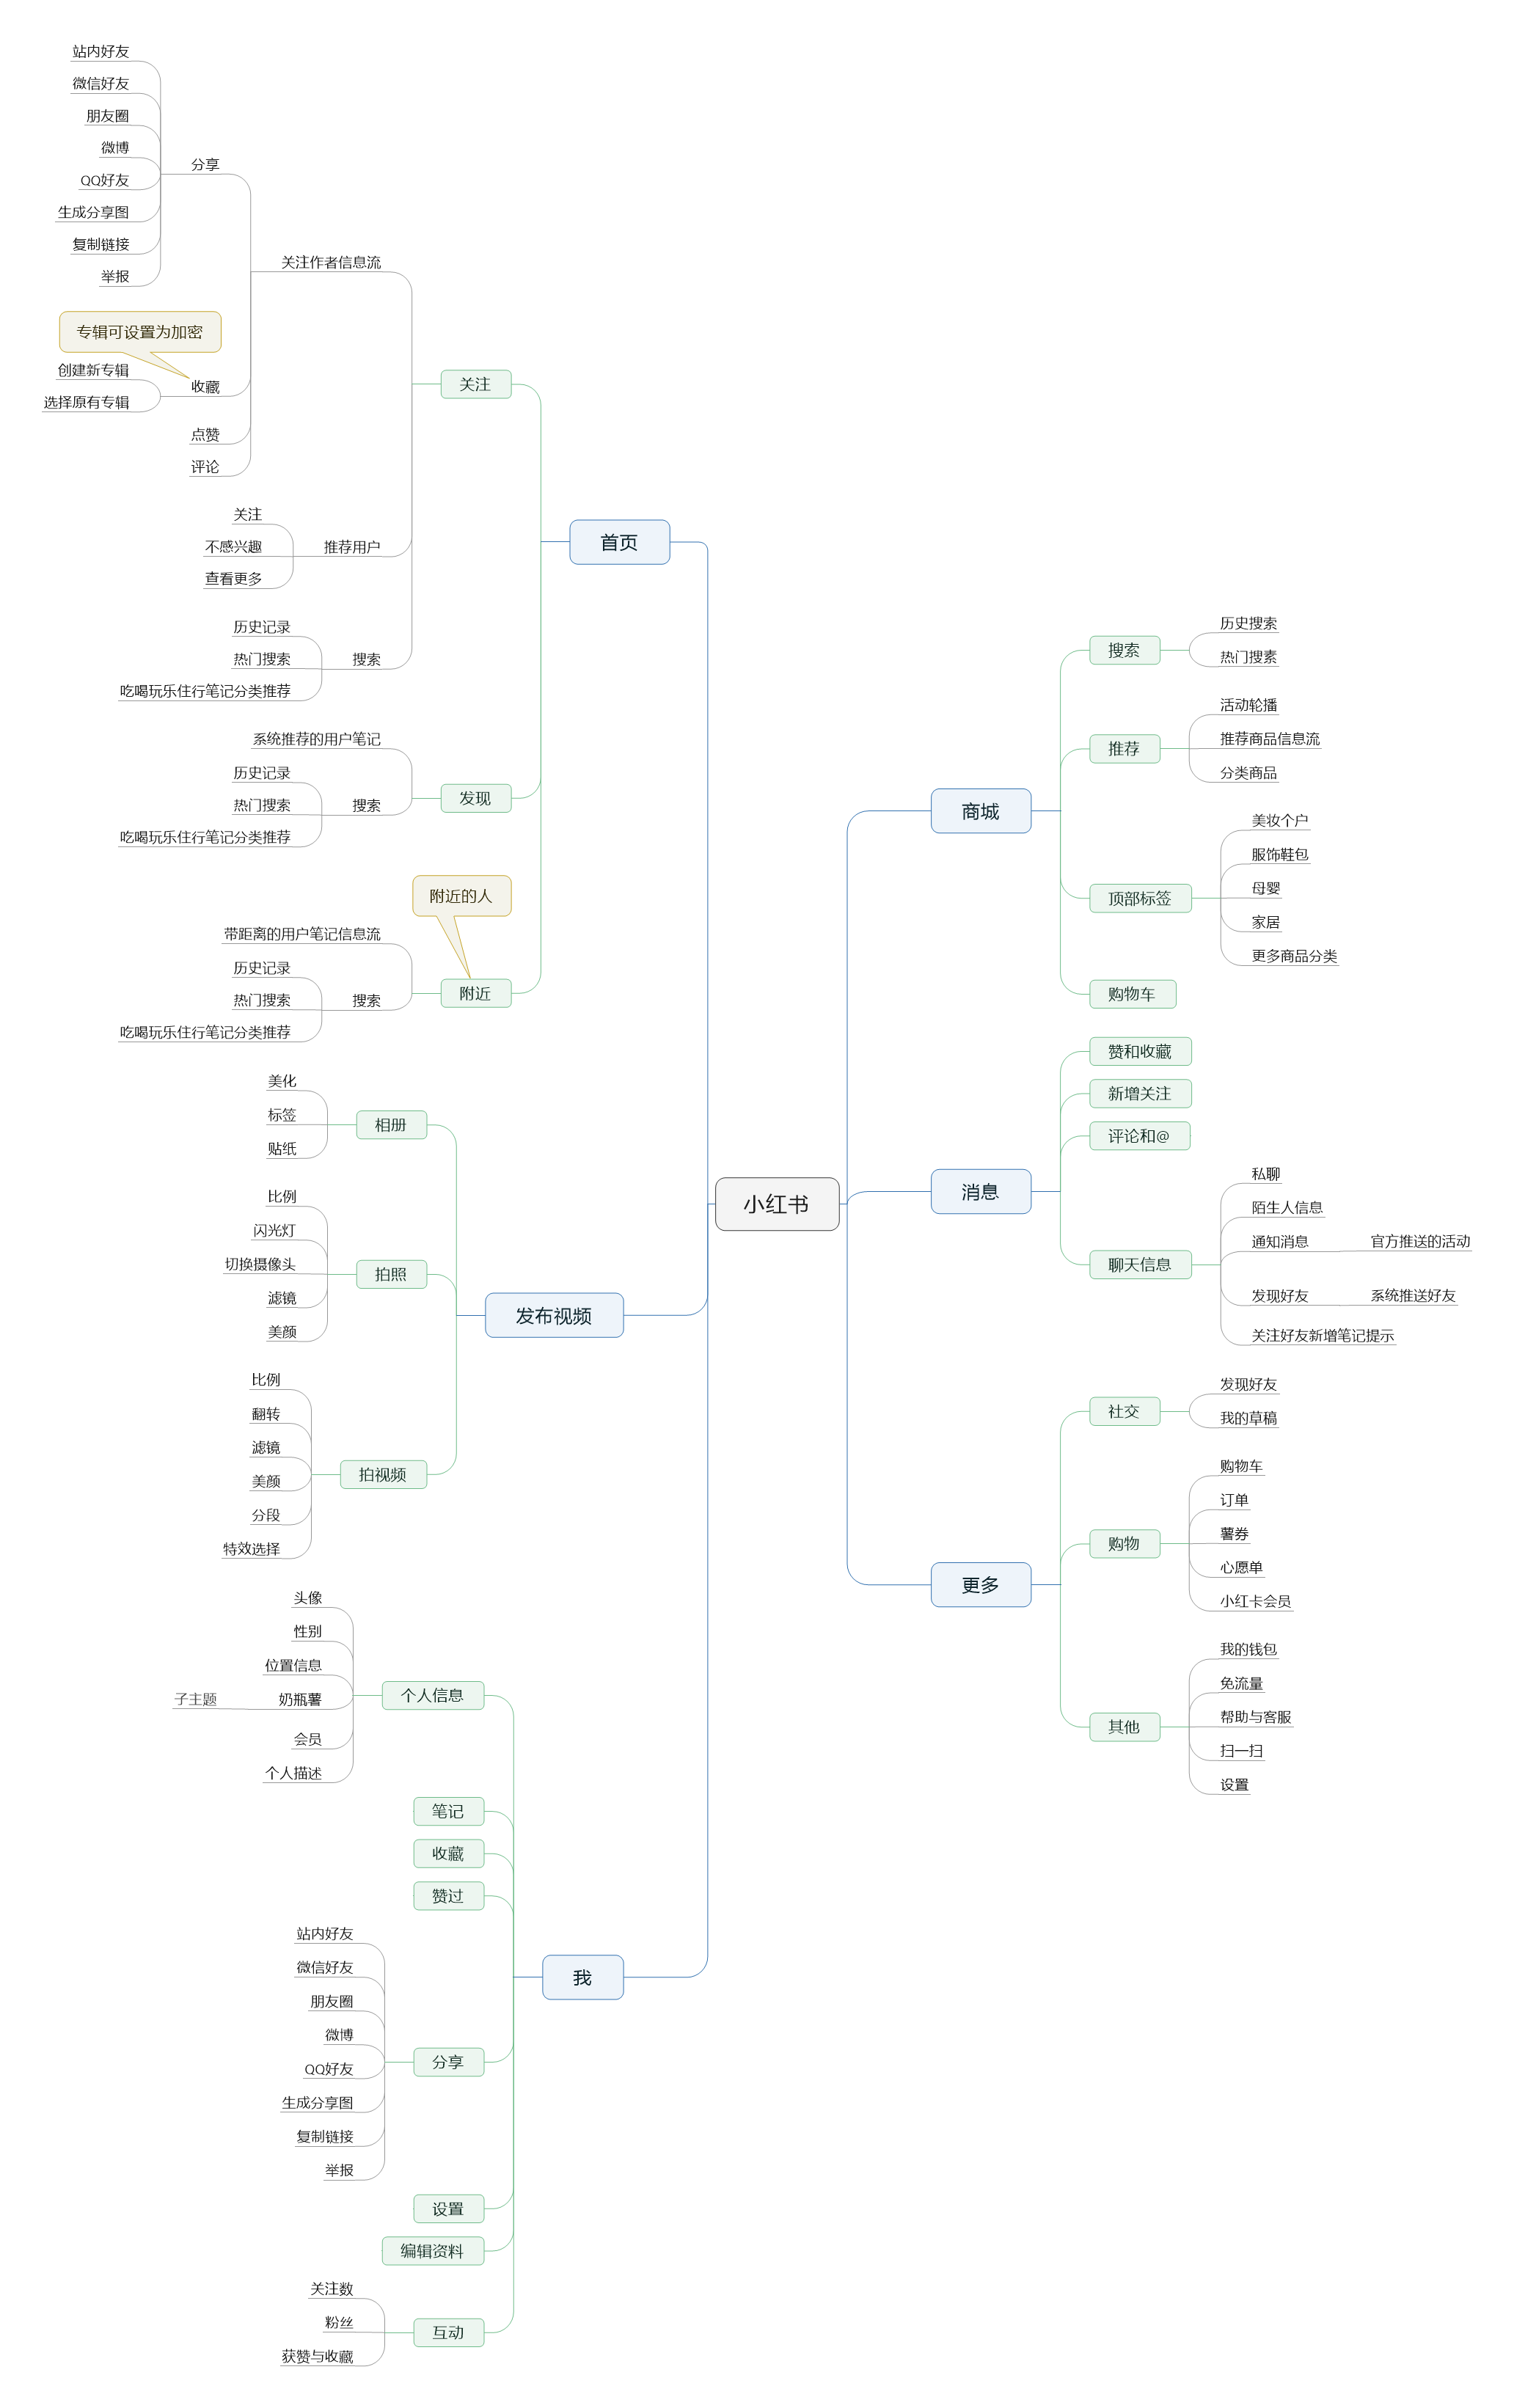 小红书
首页
关注
关注作者信息流
分享
站内好友
微信好友
朋友圈
微博
QQ好友
生成分享图
复制链接
举报
专辑可设置为加密
收藏
创建新专辑
选择原有专辑
点赞
评论
推荐用户
关注
不感兴趣
查看更多
搜索
历史记录
热门搜索
吃喝玩乐住行笔记分类推荐
发现
系统推荐的用户笔记
搜索
历史记录
热门搜索
吃喝玩乐住行笔记分类推荐
附近的人
附近
带距离的用户笔记信息流
搜索
历史记录
热门搜索
吃喝玩乐住行笔记分类推荐
发布视频
相册
美化
标签
贴纸
拍照
比例
闪光灯
切换摄像头
滤镜
美颜
拍视频
比例
翻转
滤镜
美颜
分段
特效选择
我
个人信息
头像
性别
位置信息
奶瓶薯
子主题
会员
个人描述
笔记
收藏
赞过
分享
站内好友
微信好友
朋友圈
微博
QQ好友
生成分享图
复制链接
举报
设置
编辑资料
互动
关注数
粉丝
获赞与收藏
商城
搜索
历史搜索
热门搜素
推荐
活动轮播
推荐商品信息流
分类商品
顶部标签
美妆个户
服饰鞋包
母婴
家居
更多商品分类
购物车
消息
赞和收藏
新增关注
评论和@
聊天信息
私聊
陌生人信息
通知消息
官方推送的活动
发现好友
系统推送好友
关注好友新增笔记提示
更多
社交
发现好友
我的草稿
购物
购物车
订单
薯券
心愿单
小红卡会员
其他
我的钱包
免流量
帮助与客服
扫一扫
设置